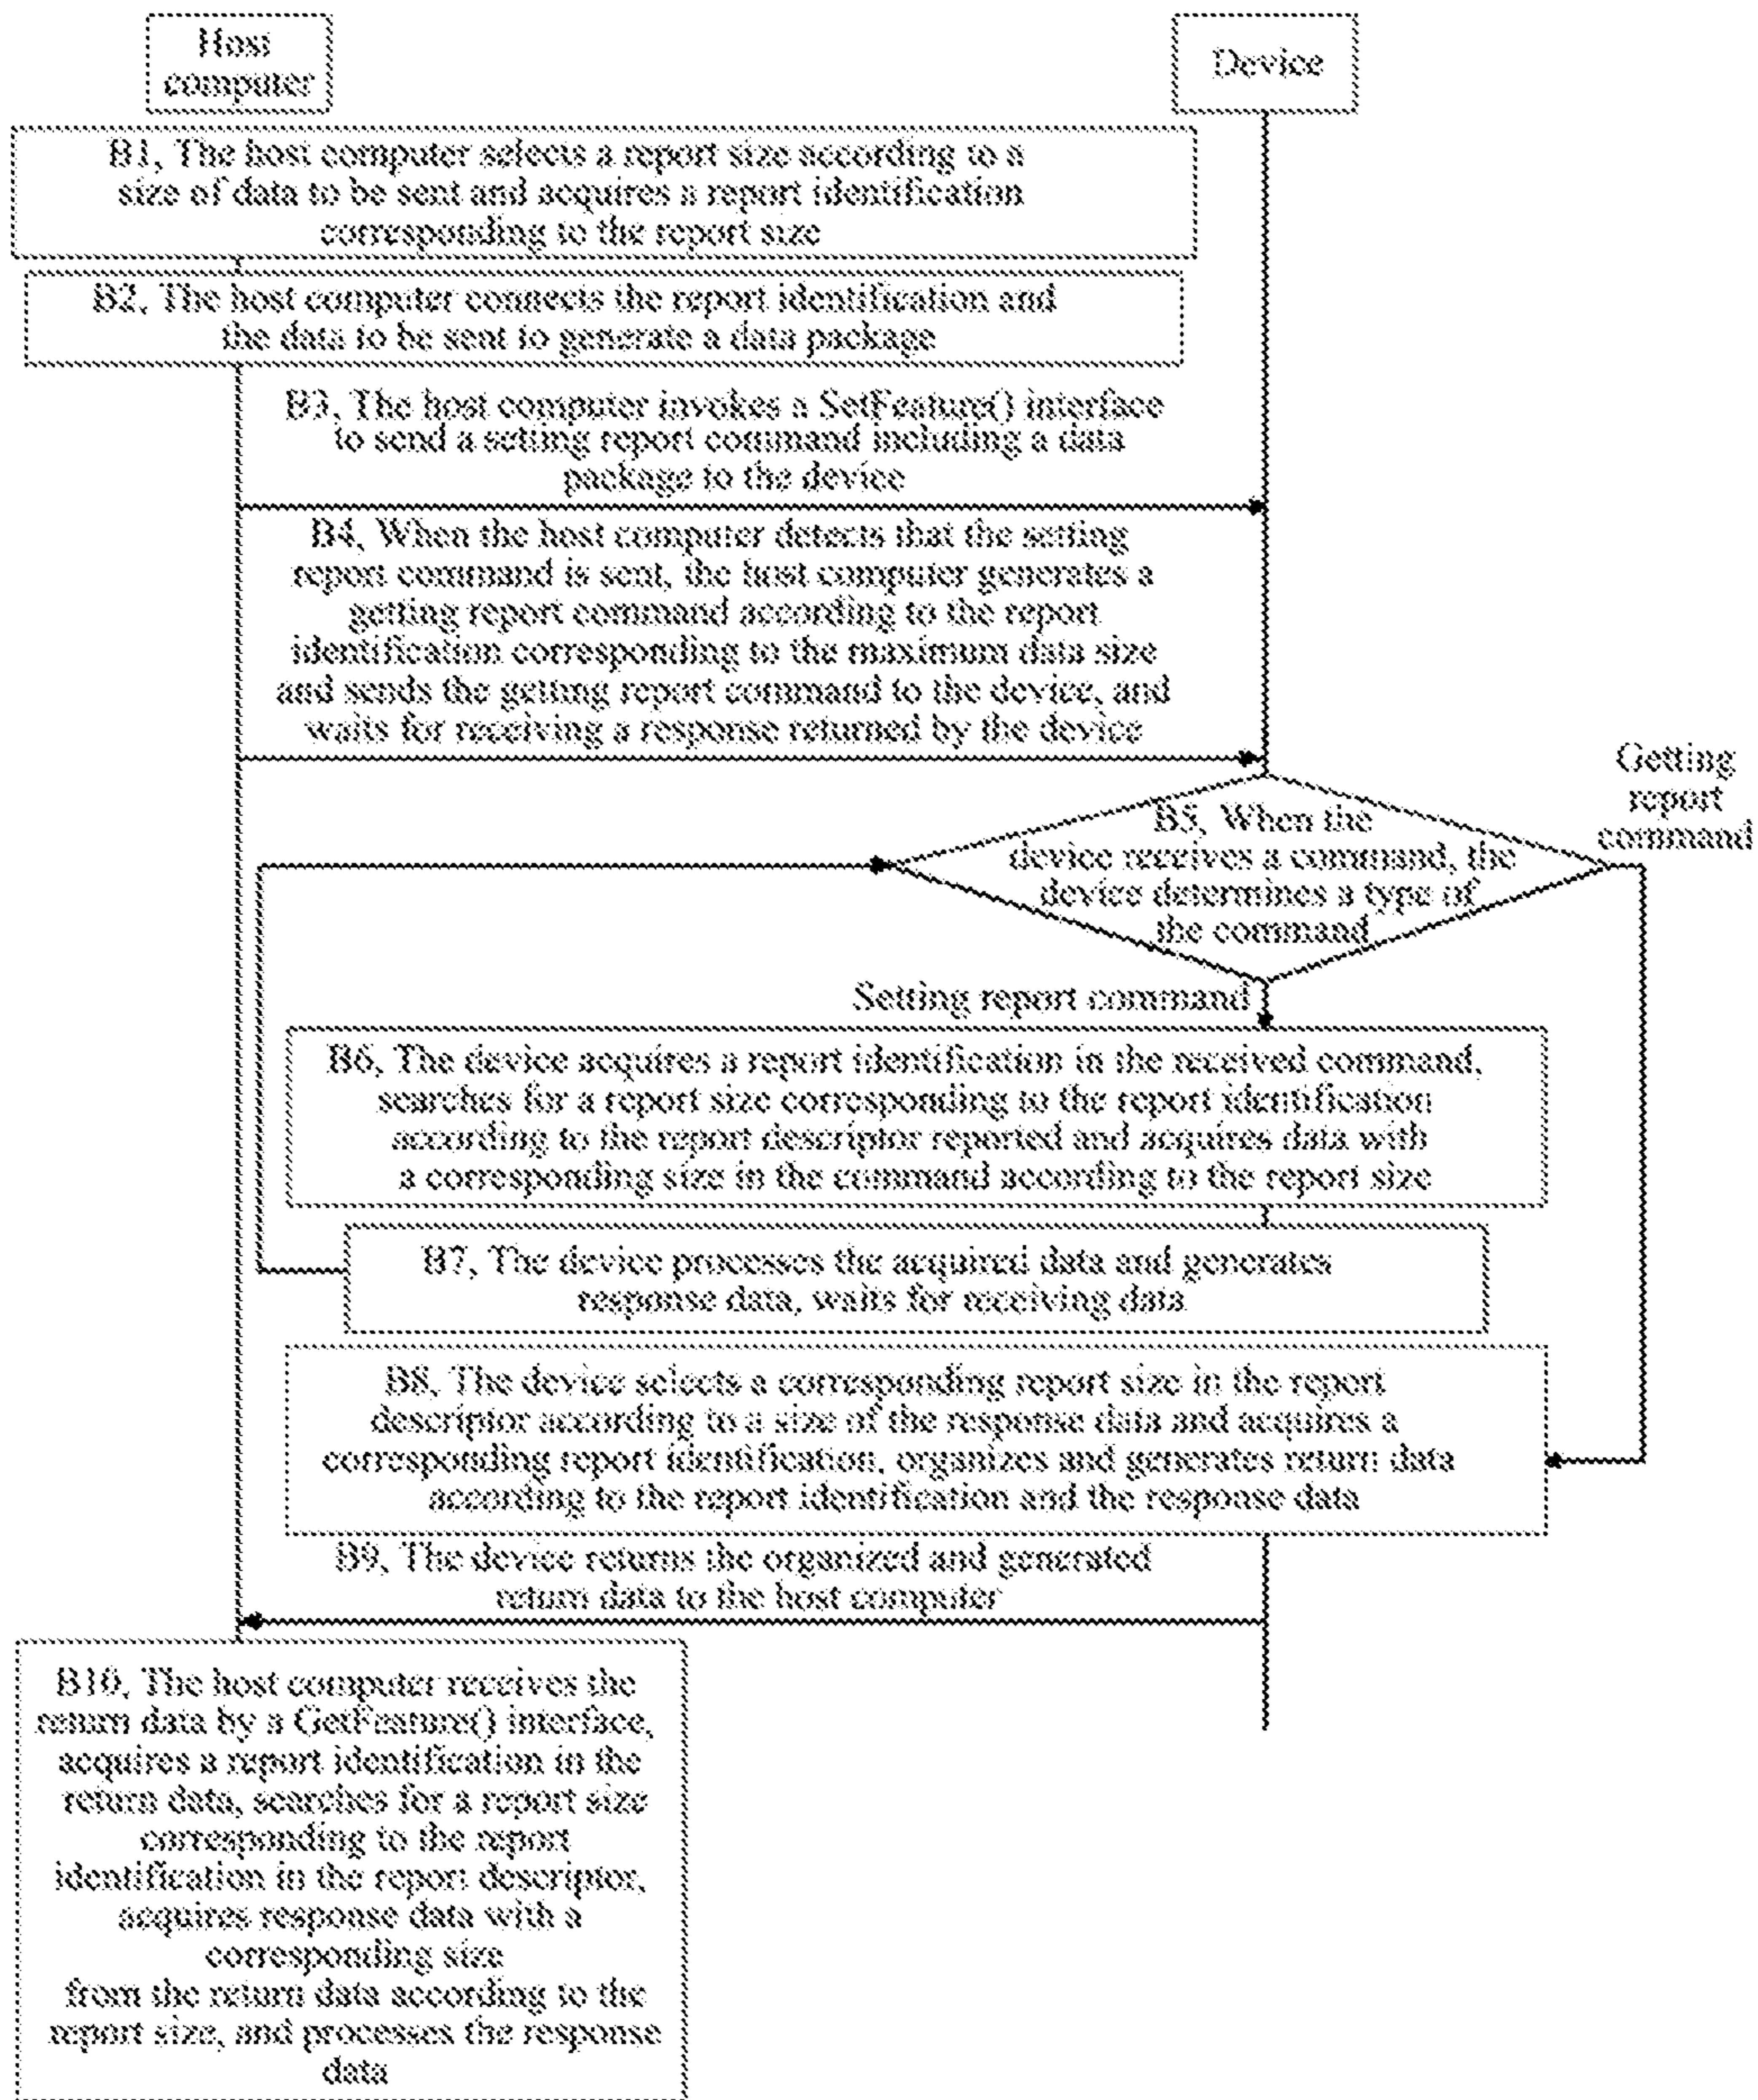 Host
computer
Device
B1, The host computer selects a report size according to a
size of data to be sent and acquires a report identification
corresponding to the report size
B2, The host computer connects the report identification and
the data to be sent to generate a data package
B3, The host computer invokes a SetFeature() interface
to send a setting report command including a data
package to the device
B4, When the host computer detects that the setting
report command is sent, the host computer generates a
getting report command according to the report
identification corresponding to the maximum data size
and sends the getting report command to the device, and
waits for receiving a response returned by the device
Getting
report
command
B5, When the
device receives a command, the
device determines a type of
the command
Setting report command
B6, The device acquires a report identification in the received command,
searches for a report size corresponding to the report identification
according to the report descriptor reported and acquires data with
a corresponding size in the command according to the report size
B7, The device processes the acquired data and generates
response data, waits for receiving data
B8, The device selects a corresponding report size in the report
descriptor according to a size of the response data and acquires a
corresponding report identification, organizes and generates return data
according to the report identification and the response data
B9, The device returns the organized and generated
return data to the host computer
B10, The host computer receives the
return data by a GetFeature() interface,
acquires a report identification in the
return data, searches for a report size
corresponding to the report
identification in the report descriptor,
acquires response data with a
corresponding size
from the return data according to the
report size, and processes the response
data